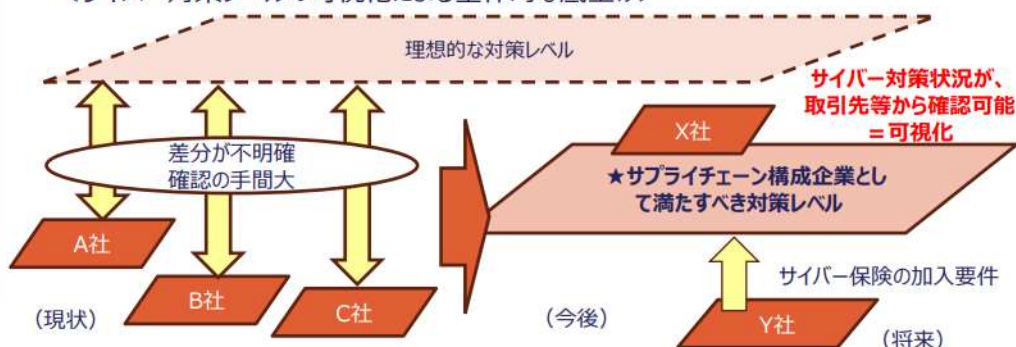 理想的な対策レベル
サイバー対策状況が、
取引先等から確認可能
＝可視化
X社
差分が不明確
確認の手間大
★サプライチェーン構成企業とし
て満たすべき対策レベル
A社
B社
C社
サイバー保険の加入要件
Y社
（現状）
（今後）
（将来）